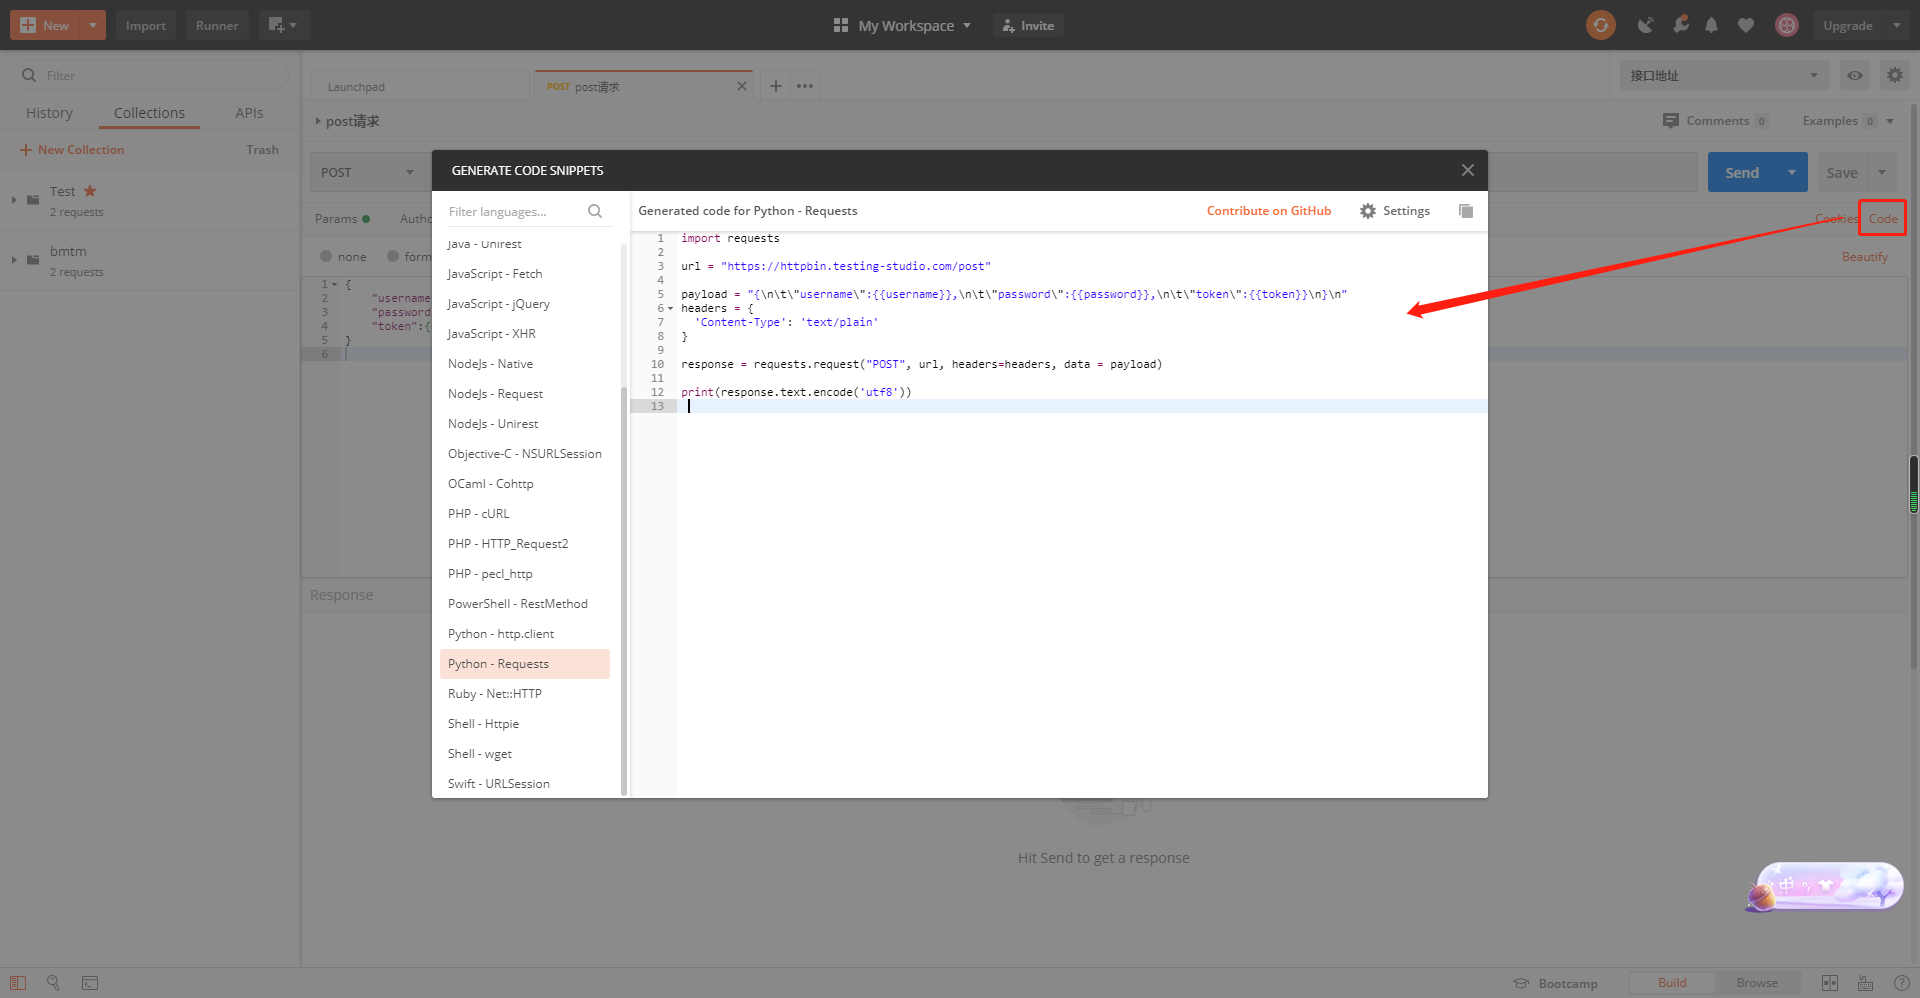 New
Import
Runner
My Workspace
Invite
Upgrade
Filter
History
Collections
APIs
New Collection
Trash
Test
2 requests
bmtm
2 requests
Launchpad
POST post请求
接口地址
post请求
Comments 0
Examples 0
POST
Send
Save
Params
Autho
Cookies
Code
none
form
Beautify
1 {
2 "username
3 "password
4 "token":{
5 }
6
Response
GENERATE CODE SNIPPETS
Filter languages...
Java - Unirest
JavaScript - Fetch
JavaScript - jQuery
JavaScript - XHR
NodeJs - Native
NodeJs - Request
NodeJs - Unirest
Objective-C - NSURLSession
OCaml - Cohttp
PHP - cURL
PHP - HTTP_Request2
PHP - pecl_http
PowerShell - RestMethod
Python - http.client
Python - Requests
Ruby - Net::HTTP
Shell - Httpie
Shell - wget
Swift - URLSession
Generated code for Python - Requests
Contribute on GitHub
Settings
1 import requests
2
3 url = "https://httpbin.testing-studio.com/post"
4
5 payload = "{\n\t\"username\":{{username}},\n\t\"password\":{{password}},\n\t\"token\":{{token}}\n}\n"
6 headers = {
7 'Content-Type': 'text/plain'
8 }
9
10 response = requests.request("POST", url, headers=headers, data = payload)
11
12 print(response.text.encode('utf8'))
13
Hit Send to get a response
中
Bootcamp
Build
Browse